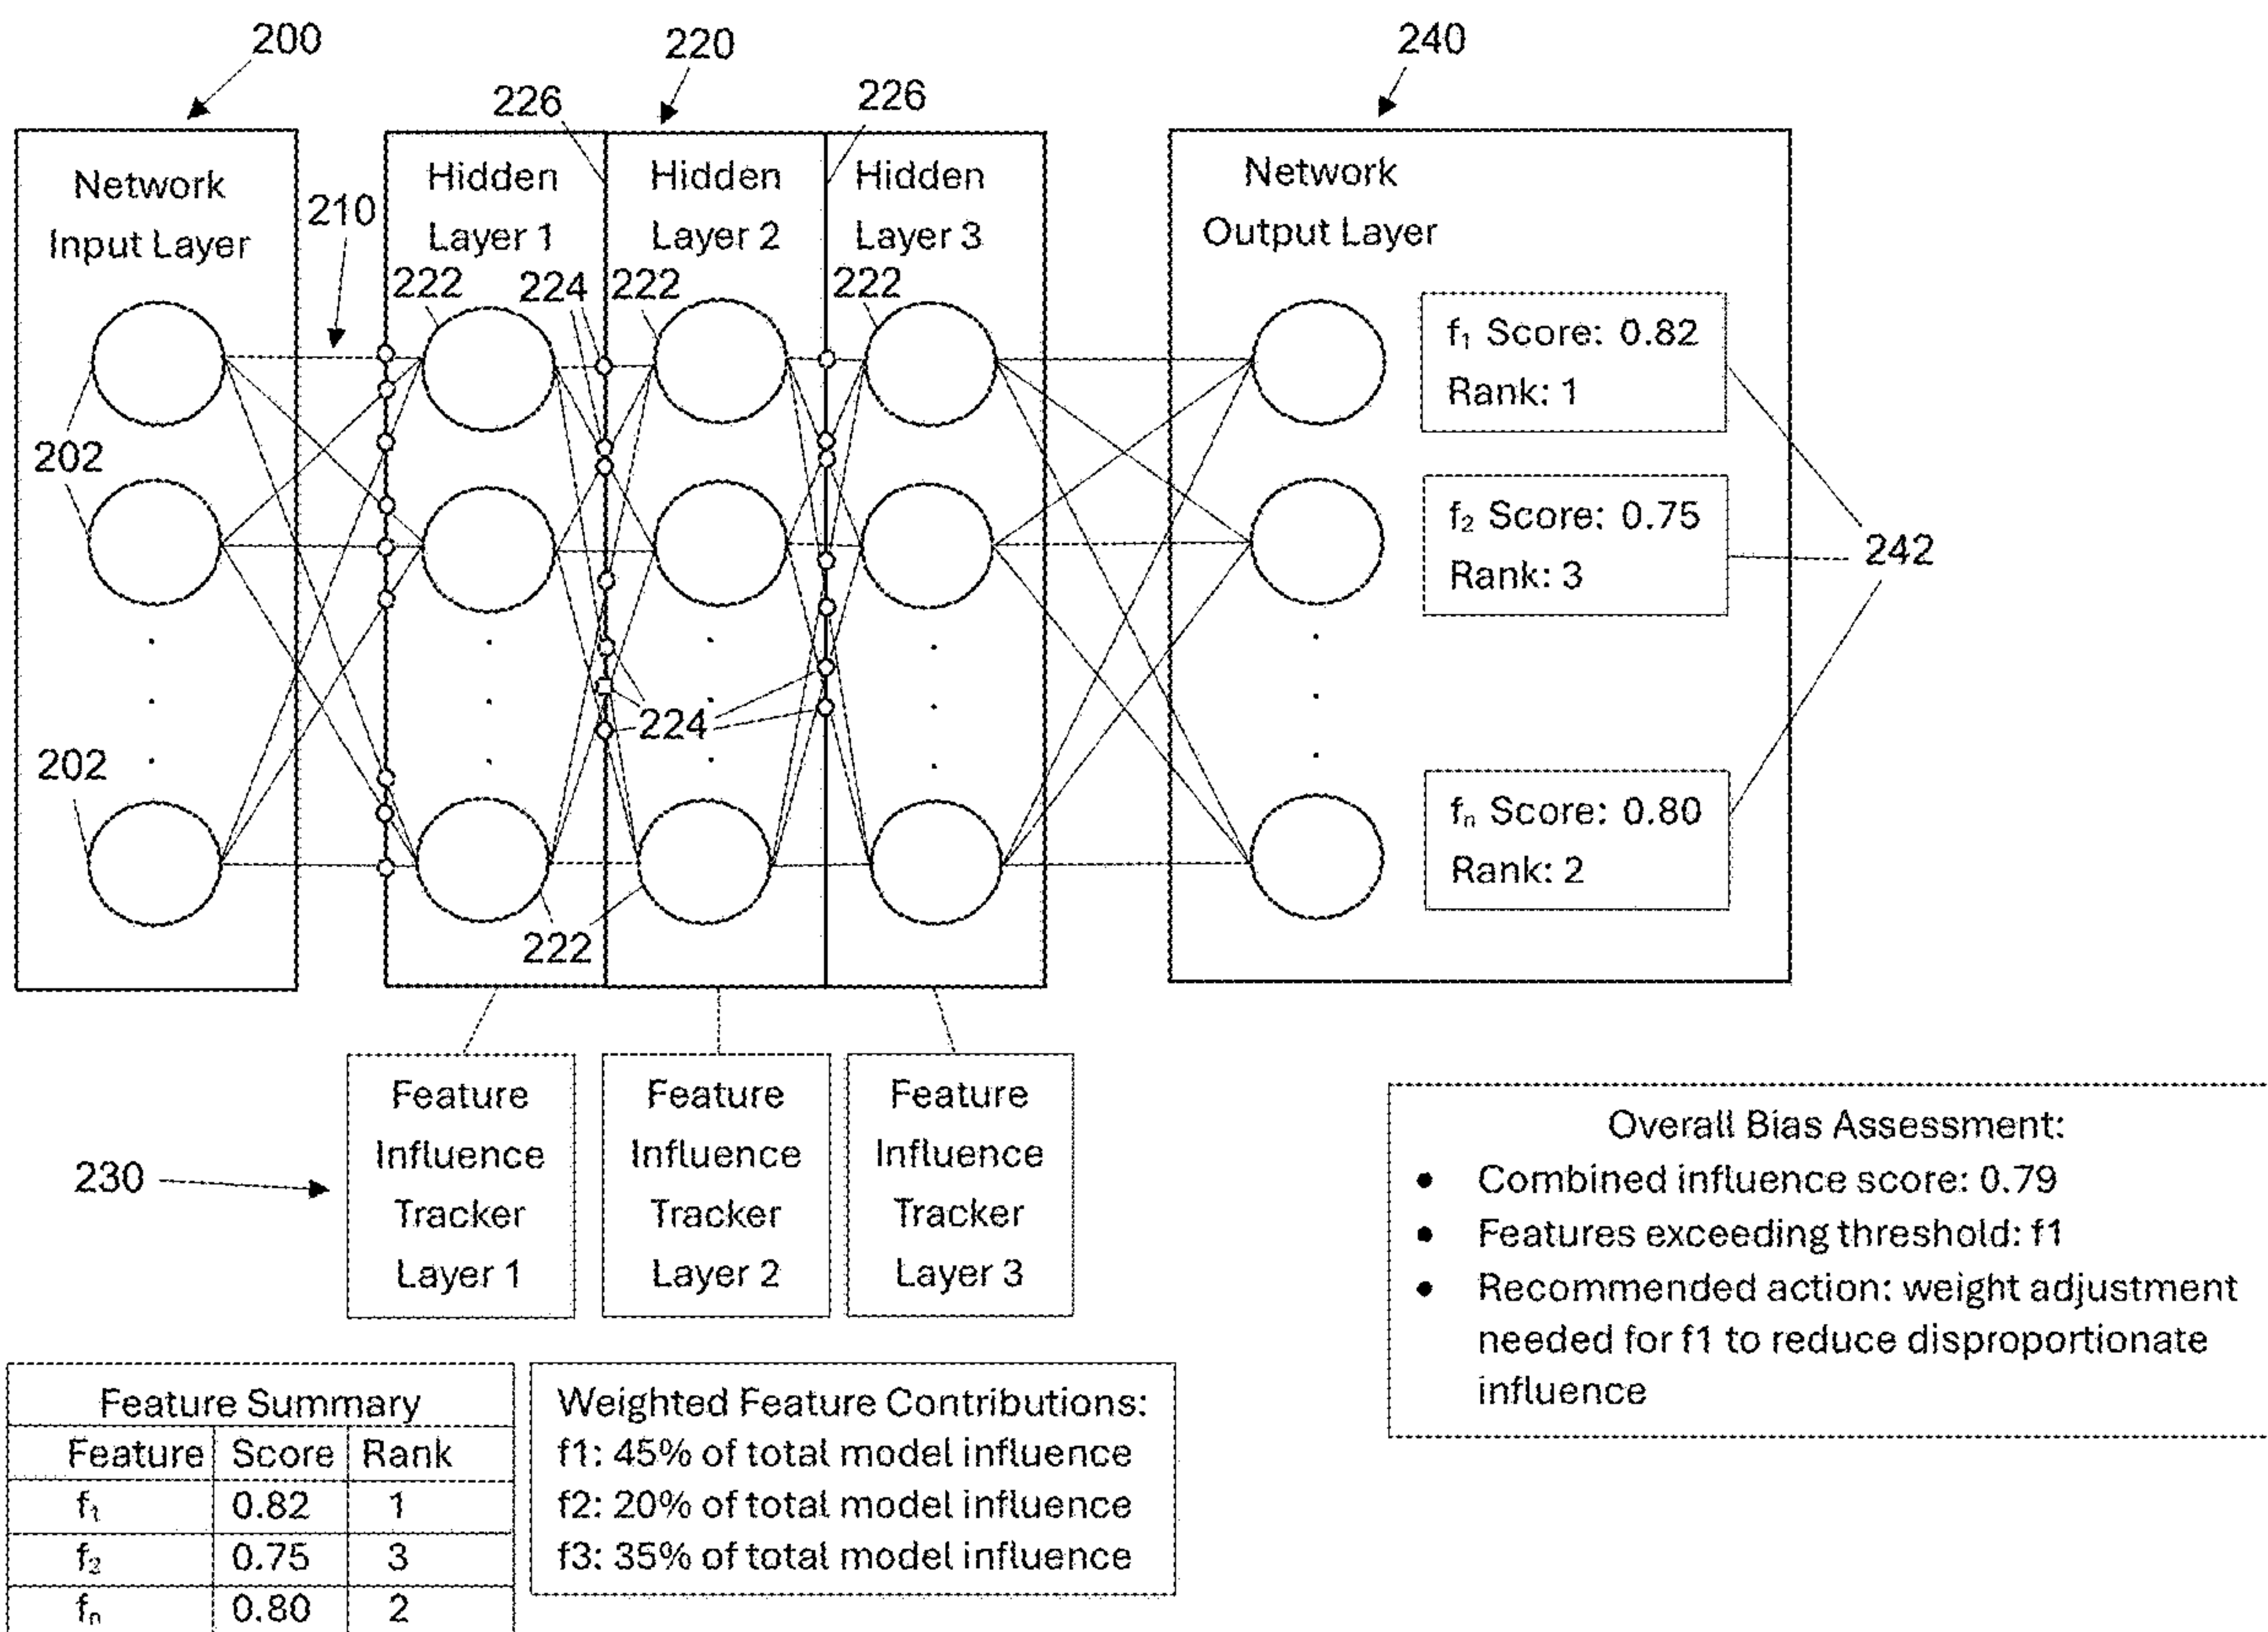 200
220
240
226
226
Network
Input Layer
210
Hidden
Layer 1
Hidden
Layer 2
Hidden
Layer 3
Network
Output Layer
222
224
222
222
f₁ Score: 0.82
Rank: 1
202
f₂ Score: 0.75
Rank: 3
242
224
202
fₙ Score: 0.80
Rank: 2
222
230
Feature
Influence
Tracker
Layer 1
Feature
Influence
Tracker
Layer 2
Feature
Influence
Tracker
Layer 3
Overall Bias Assessment:
• Combined influence score: 0.79
• Features exceeding threshold: f1
• Recommended action: weight adjustment
needed for f1 to reduce disproportionate
influence
Feature Summary
Feature Score Rank
f₁ 0.82 1
f₂ 0.75 3
fₙ 0.80 2
Weighted Feature Contributions:
f1: 45% of total model influence
f2: 20% of total model influence
f3: 35% of total model influence